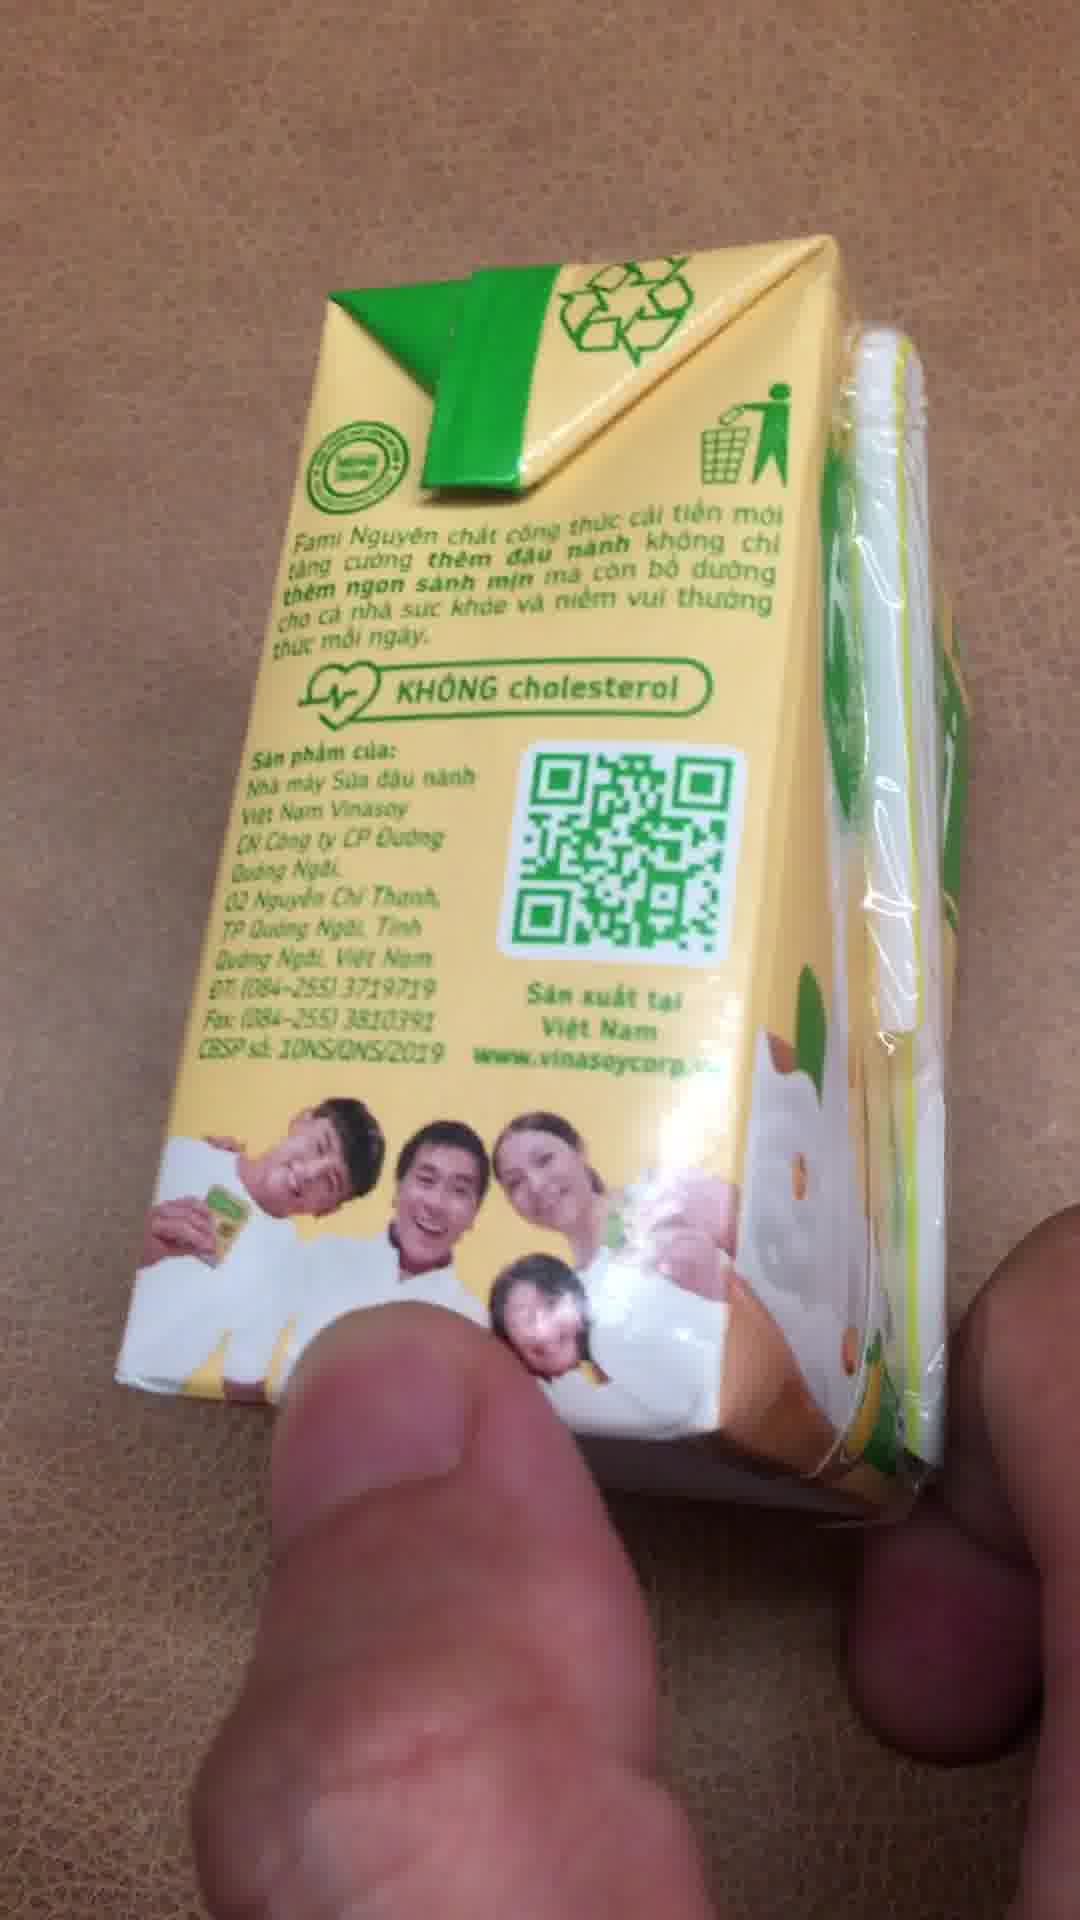 Fami Nguyên chất công thức cải tiến mới
tăng cường thêm đậu nành không chỉ
thêm ngon sánh mịn mà còn bổ dưỡng
cho cả nhà sức khỏe và niềm vui thưởng
thức mỗi ngày.
KHÔNG cholesterol
Sản phẩm của:
Nhà máy Sữa đậu nành
Việt Nam Vinasoy
CN Công ty CP Đường
Quảng Ngãi.
02 Nguyễn Chí Thanh,
TP Quảng Ngãi, Tỉnh
Quảng Ngãi, Việt Nam
ĐT: (084-255) 3719719
Fax: (084-255) 3810391
CBSP số: 10NS/QNS/2019
Sản xuất tại
Việt Nam
www.vinasoycorp.